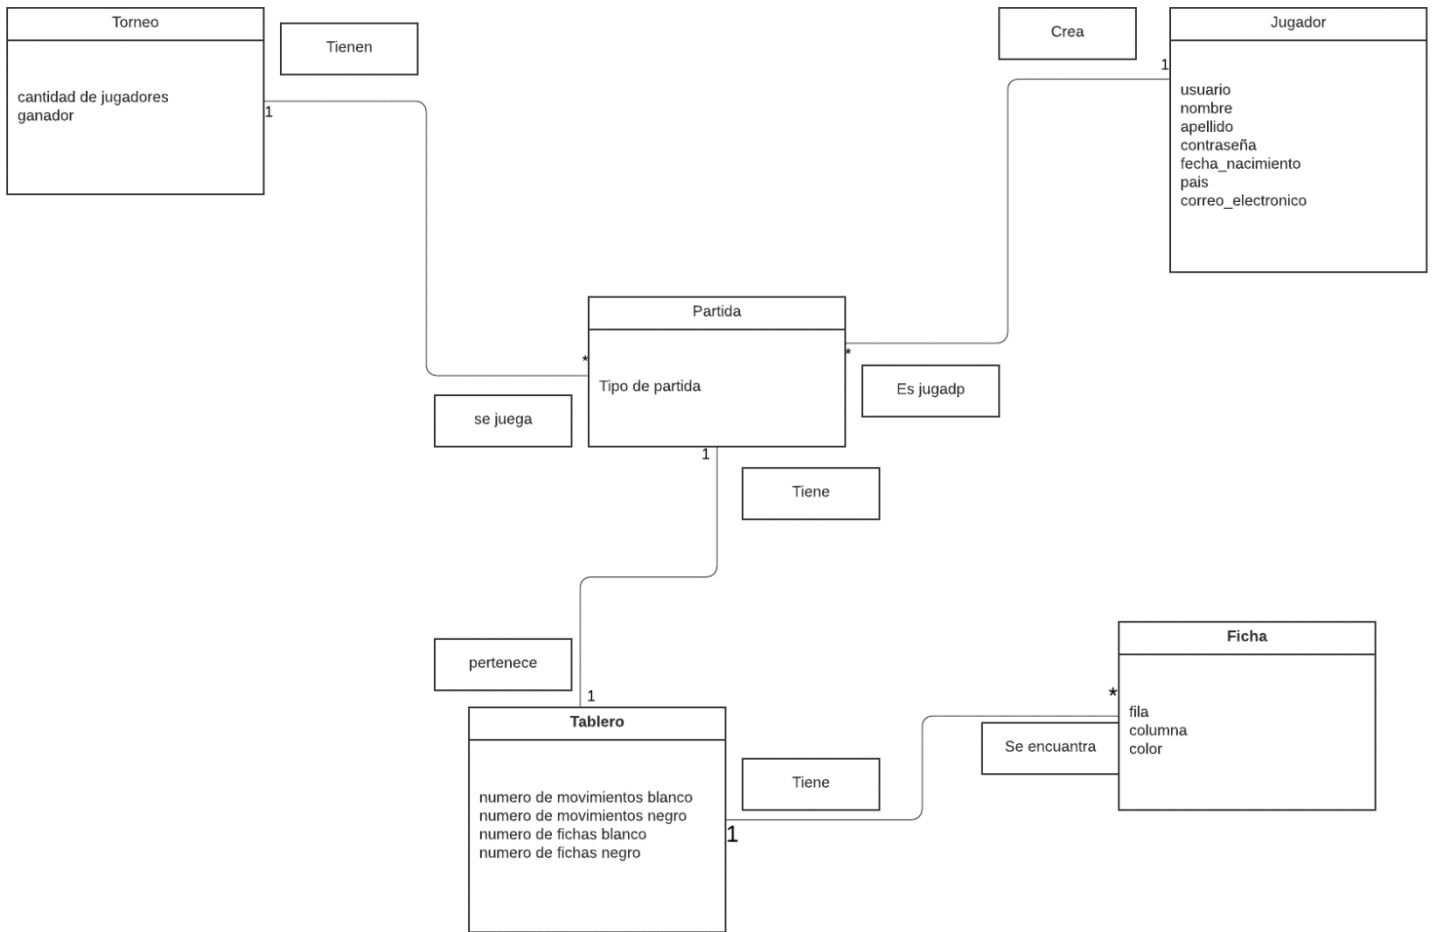 Torneo
cantidad de jugadores
ganador
Tienen
1
Crea
Jugador
1
usuario
nombre
apellido
contraseña
fecha_nacimiento
pais
correo_electronico
Partida
Tipo de partida
*
*
se juega
Es jugadp
1
Tiene
pertenece
1
Tablero
numero de movimientos blanco
numero de movimientos negro
numero de fichas blanco
numero de fichas negro
Tiene
1
Ficha
*
fila
columna
color
Se encuantra